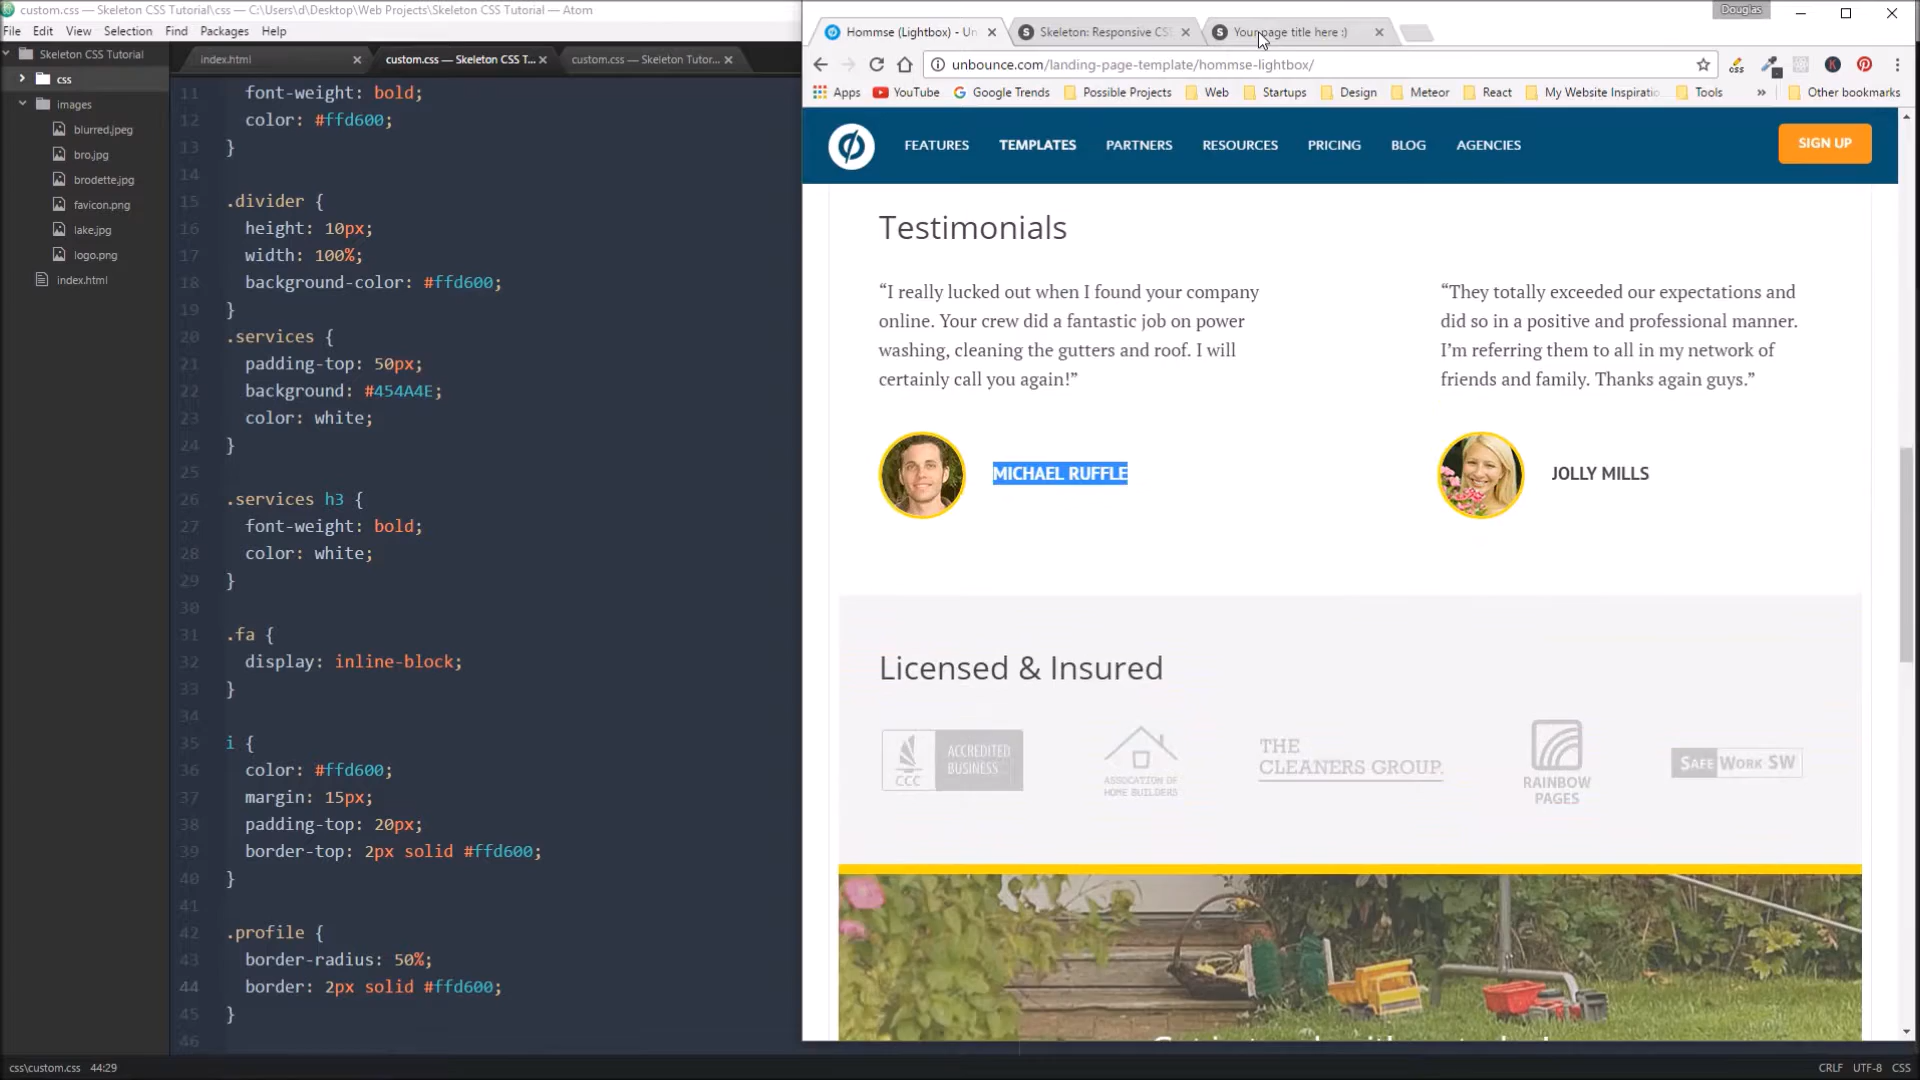 custom.css — Skeleton CSS Tutorial\css — C:\Users\d\Desktop\Web Projects\Skeleton CSS Tutorial — Atom
File Edit View Selection Find Packages Help
Skeleton CSS Tutorial
css
images
blurred.jpeg
bro.jpg
brodette.jpg
favicon.png
lake.jpg
logo.png
index.html
index.html
custom.css — Skeleton CSS T...
custom.css — Skeleton Tutor...
11 font-weight: bold;
12 color: #ffd600;
13 }
14
15 .divider {
16 height: 10px;
17 width: 100%;
18 background-color: #ffd600;
19 }
20 .services {
21 padding-top: 50px;
22 background: #454A4E;
23 color: white;
24 }
25
26 .services h3 {
27 font-weight: bold;
28 color: white;
29 }
30
31 .fa {
32 display: inline-block;
33 }
34
35 i {
36 color: #ffd600;
37 margin: 15px;
38 padding-top: 20px;
39 border-top: 2px solid #ffd600;
40 }
41
42 .profile {
43 border-radius: 50%;
44 border: 2px solid #ffd600;
45 }
46
css\custom.css 44:29
CRLF UTF-8 CSS
Douglas
Hommse (Lightbox) - Un
Skeleton: Responsive CS
Your page title here :)
unbounce.com/landing-page-template/hommse-lightbox/
Apps YouTube Google Trends Possible Projects Web Startups Design Meteor React My Website Inspiratio Tools » Other bookmarks
FEATURES TEMPLATES PARTNERS RESOURCES PRICING BLOG AGENCIES SIGN UP
Testimonials
“I really lucked out when I found your company
online. Your crew did a fantastic job on power
washing, cleaning the gutters and roof. I will
certainly call you again!”
MICHAEL RUFFLE
“They totally exceeded our expectations and
did so in a positive and professional manner.
I’m referring them to all in my network of
friends and family. Thanks again guys.”
JOLLY MILLS
Licensed & Insured
CCC
ACCREDITED
BUSINESS
ASSOCATION OF
HOME BUILDERS
THE
CLEANERS GROUP.
RAINBOW
PAGES
SAFE WORK SW